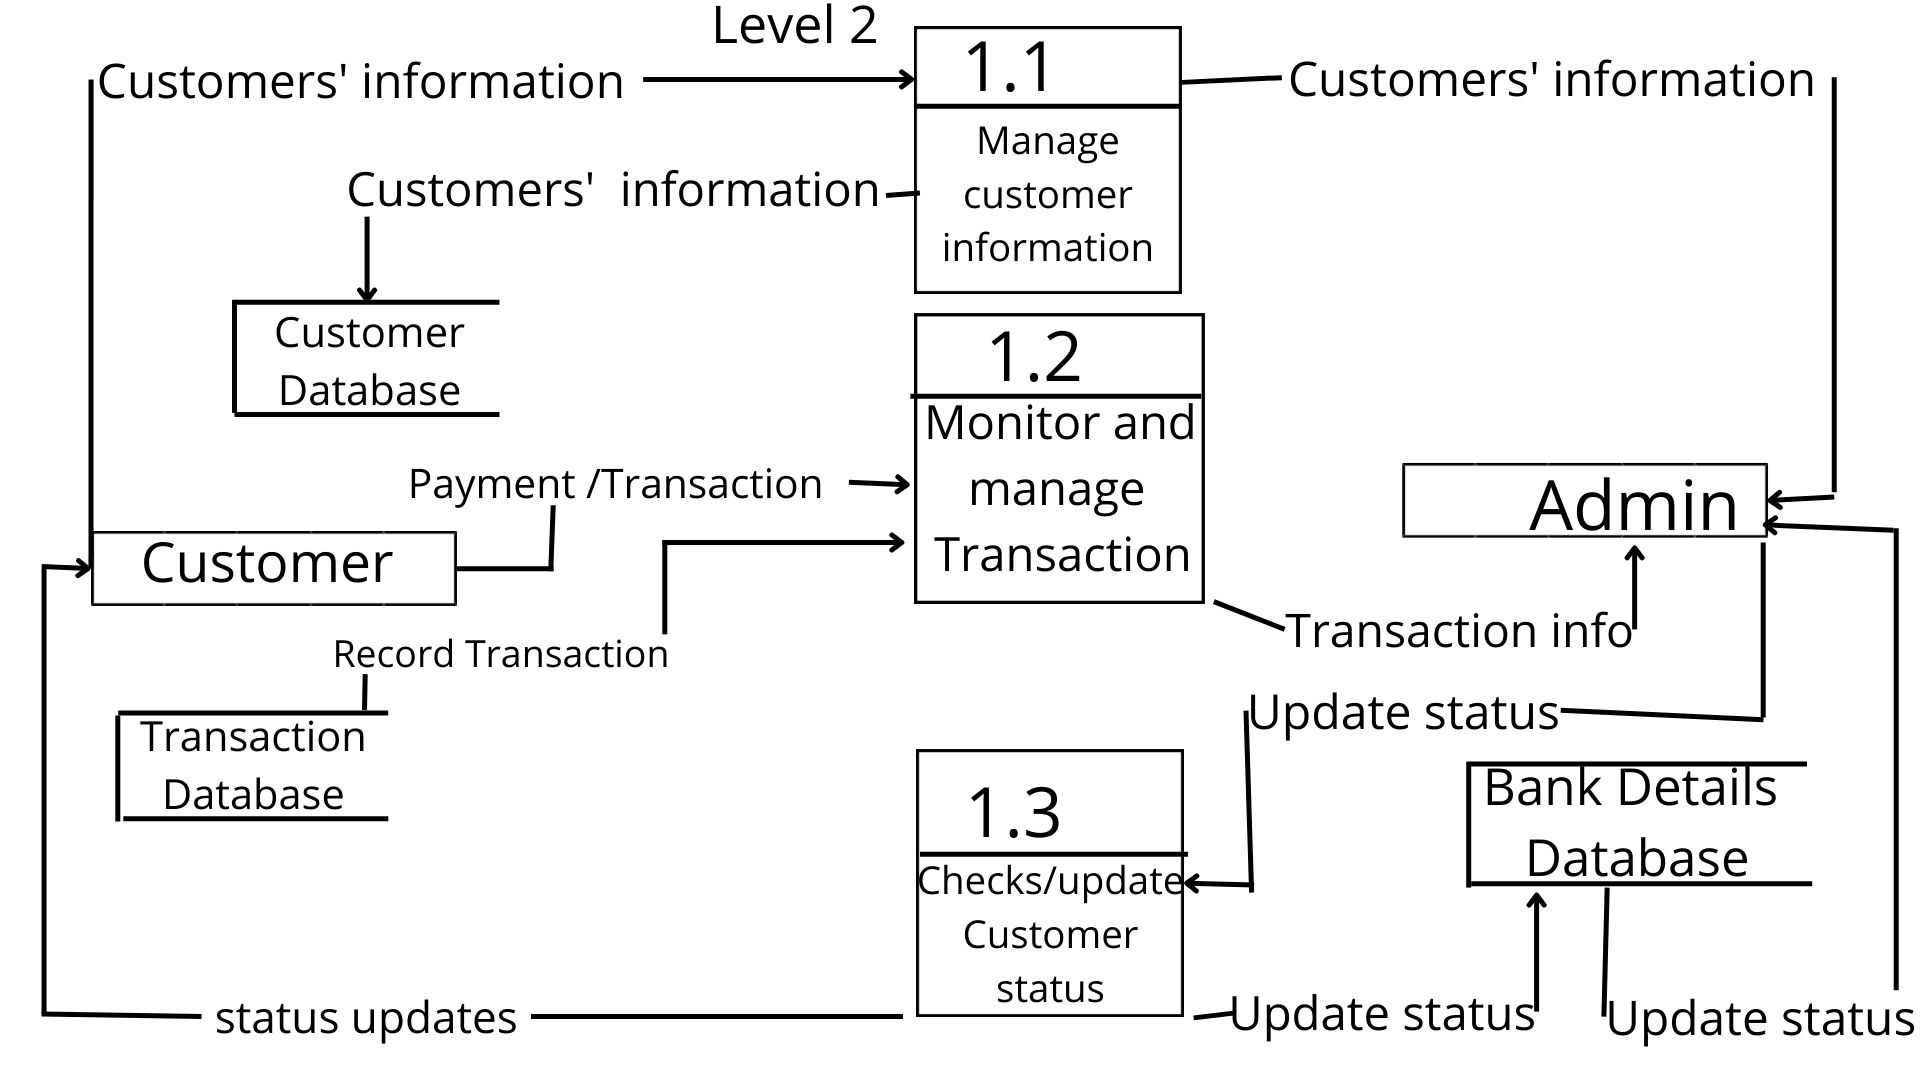 Level 2
Customers' information
1.1
Customers' information
Manage
customer
information
Customers' information
Customer
Database
1.2
Monitor and
manage
Transaction
Payment /Transaction
Customer
Admin
Record Transaction
Transaction info
Transaction
Database
Update status
Bank Details
Database
1.3
Checks/update
Customer
status
status updates
Update status
Update status